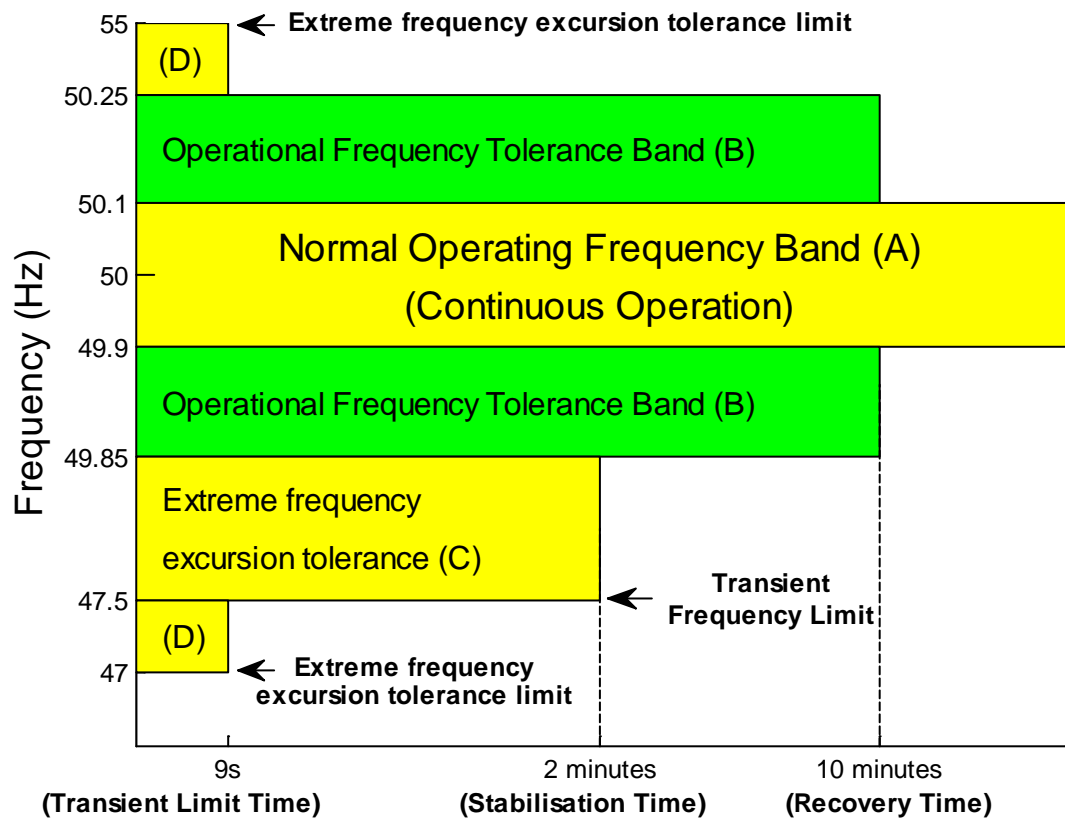 55
Extreme frequency excursion tolerance limit
(D)
50.25
Operational Frequency Tolerance Band (B)
50.1
Normal Operating Frequency Band (A)
50
(Continuous Operation)
49.9
Operational Frequency Tolerance Band (B)
49.85
Extreme frequency
excursion tolerance (C)
47.5
Transient
Frequency Limit
(D)
47
Extreme frequency
excursion tolerance limit
Frequency (Hz)
9s
(Transient Limit Time)
2 minutes
(Stabilisation Time)
10 minutes
(Recovery Time)